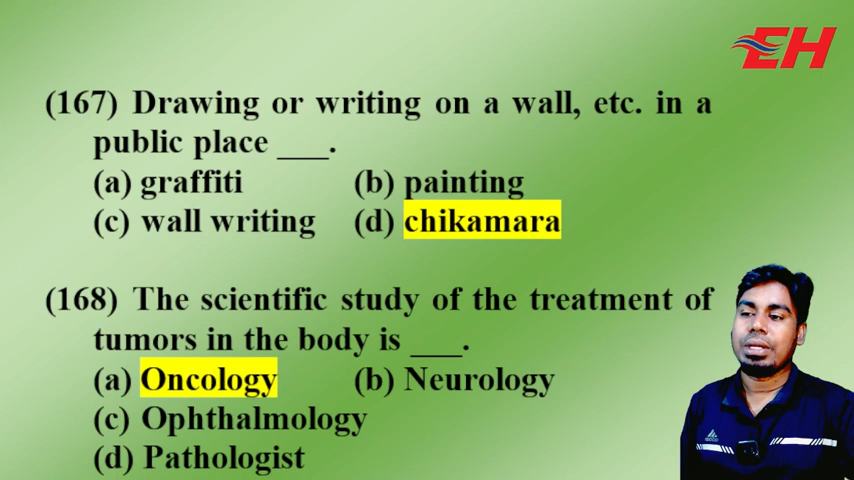 EH
(167) Drawing or writing on a wall, etc. in a
public place ___.
(a) graffiti (b) painting
(c) wall writing (d) chikamara
(168) The scientific study of the treatment of
tumors in the body is ___.
(a) Oncology (b) Neurology
(c) Ophthalmology
(d) Pathologist